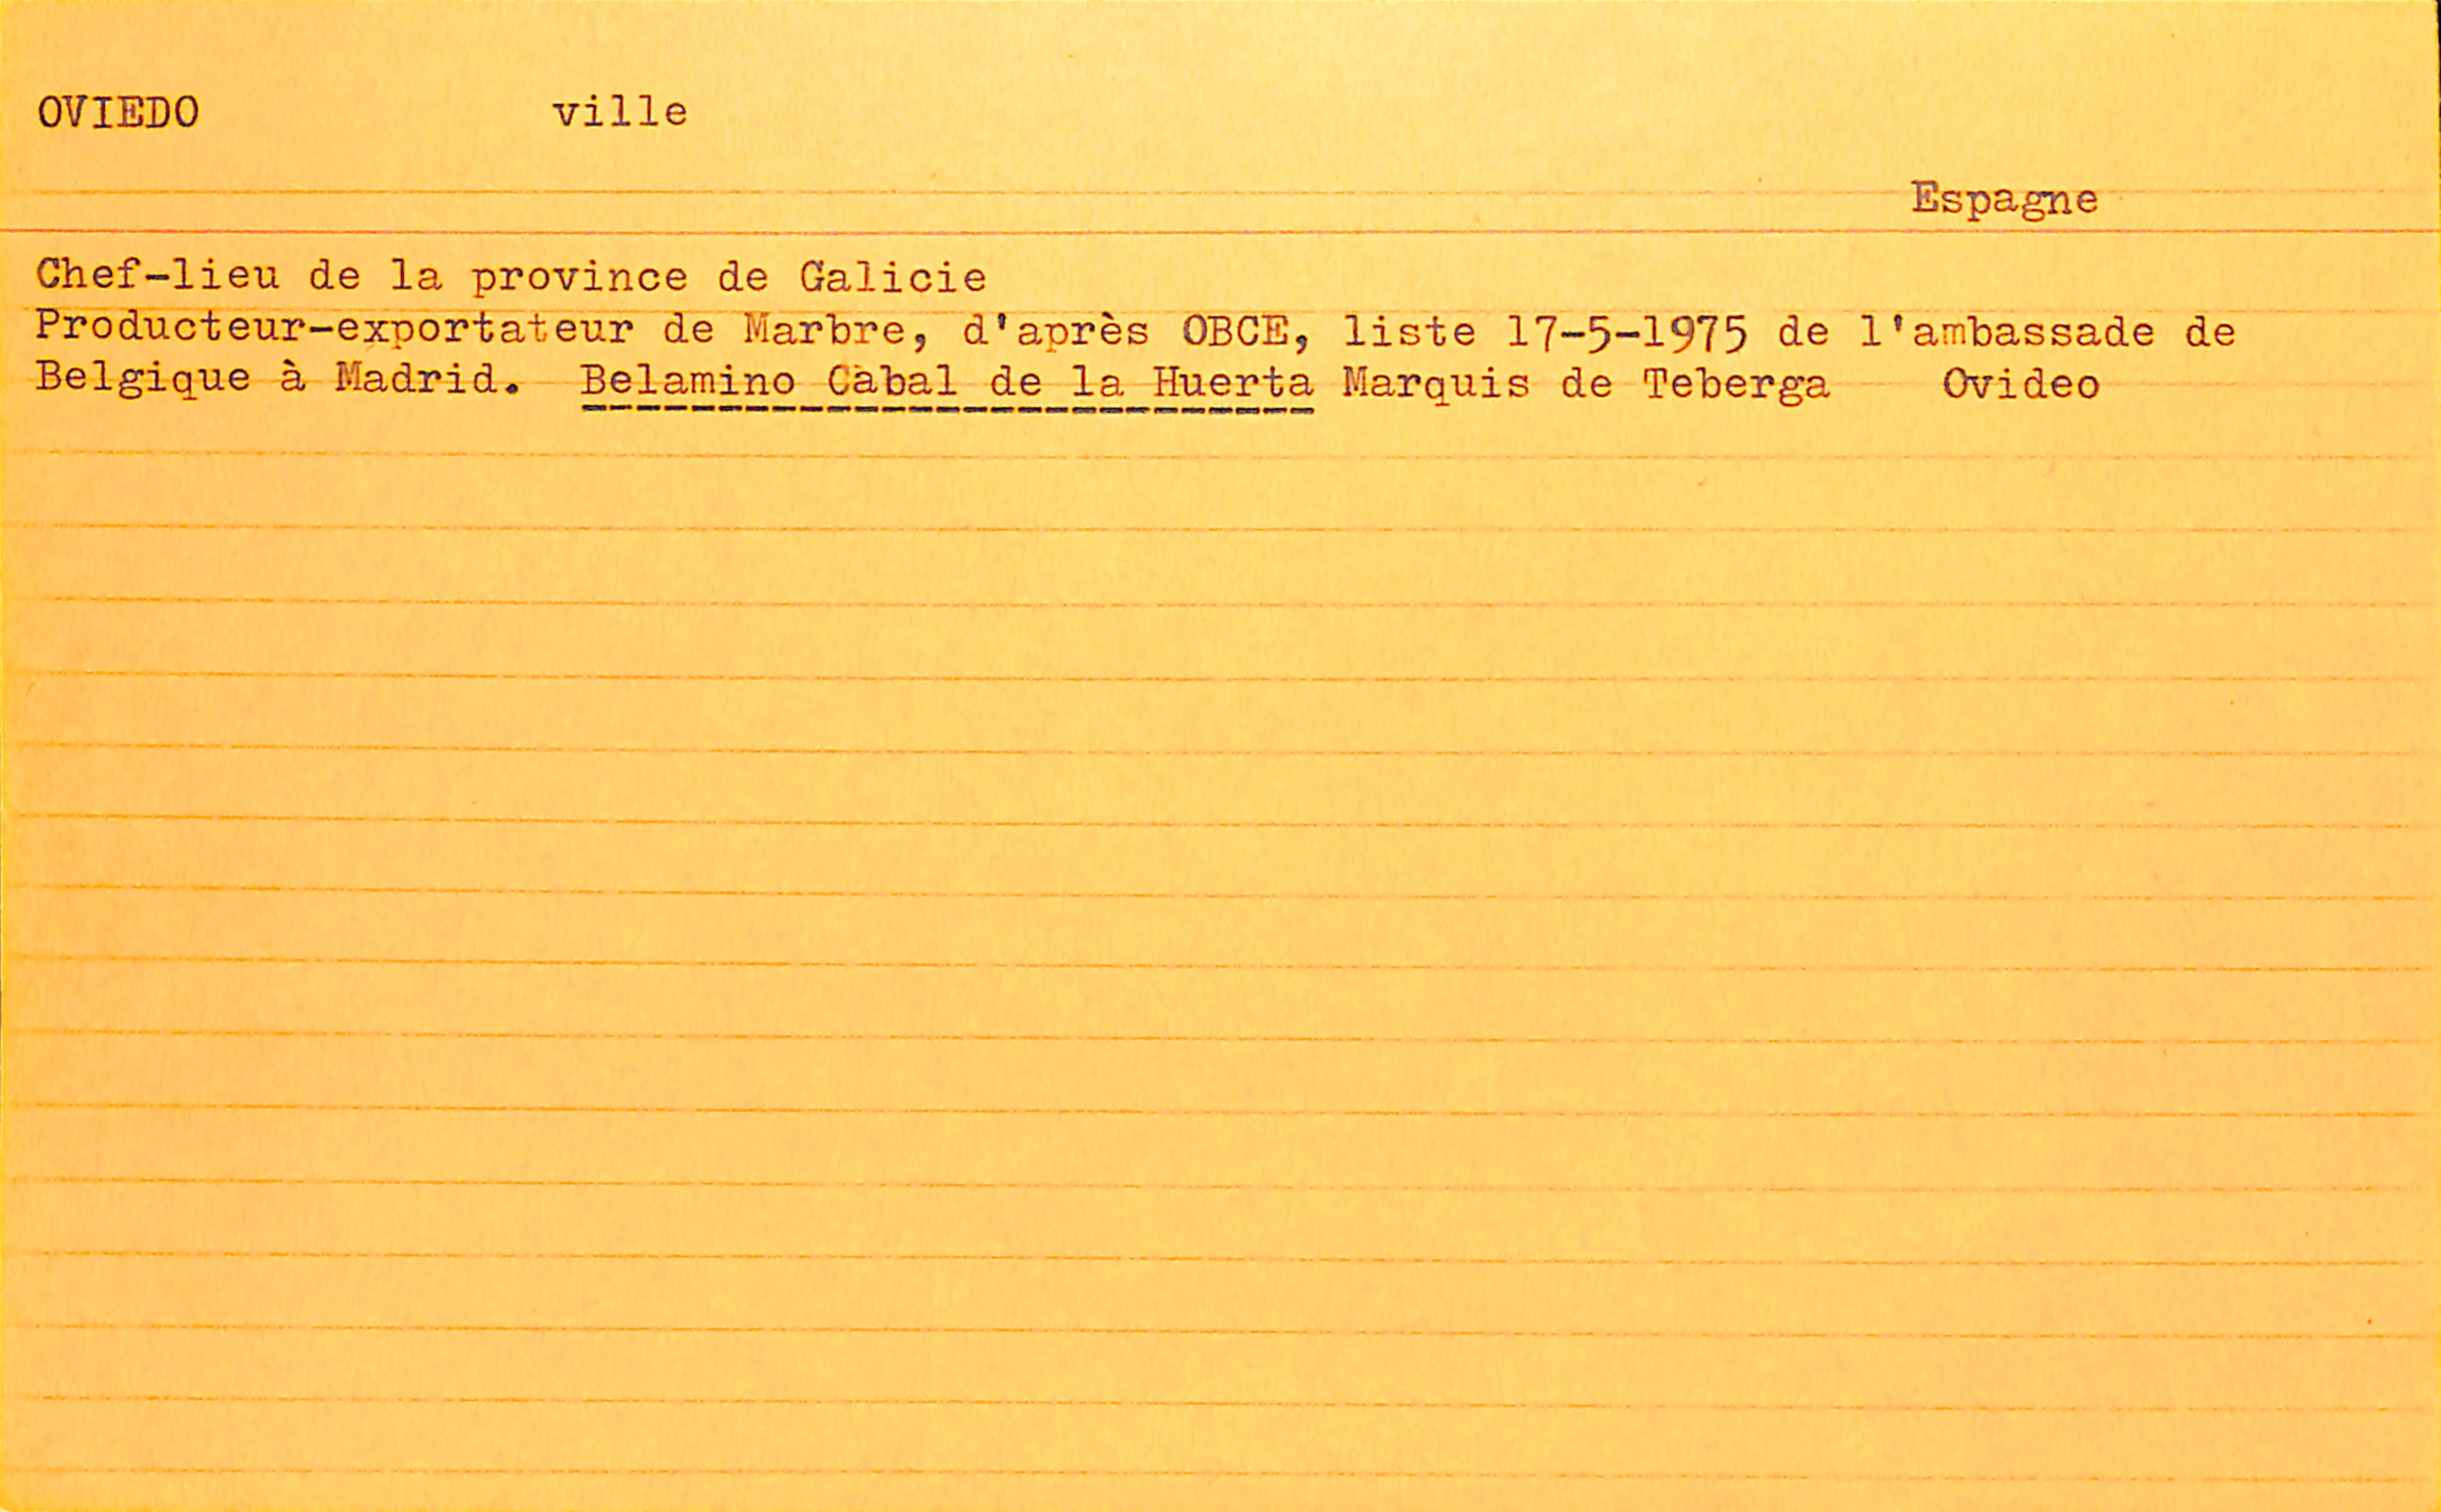 OVIEDO ville
Espagne
Chef-lieu de la province de Galicie
Producteur-exportateur de Marbre, d'après OBCE, liste 17-5-1975 de l'ambassade de
Belgique à Madrid. Belamino Cabal de la Huerta Marquis de Teberga Ovideo